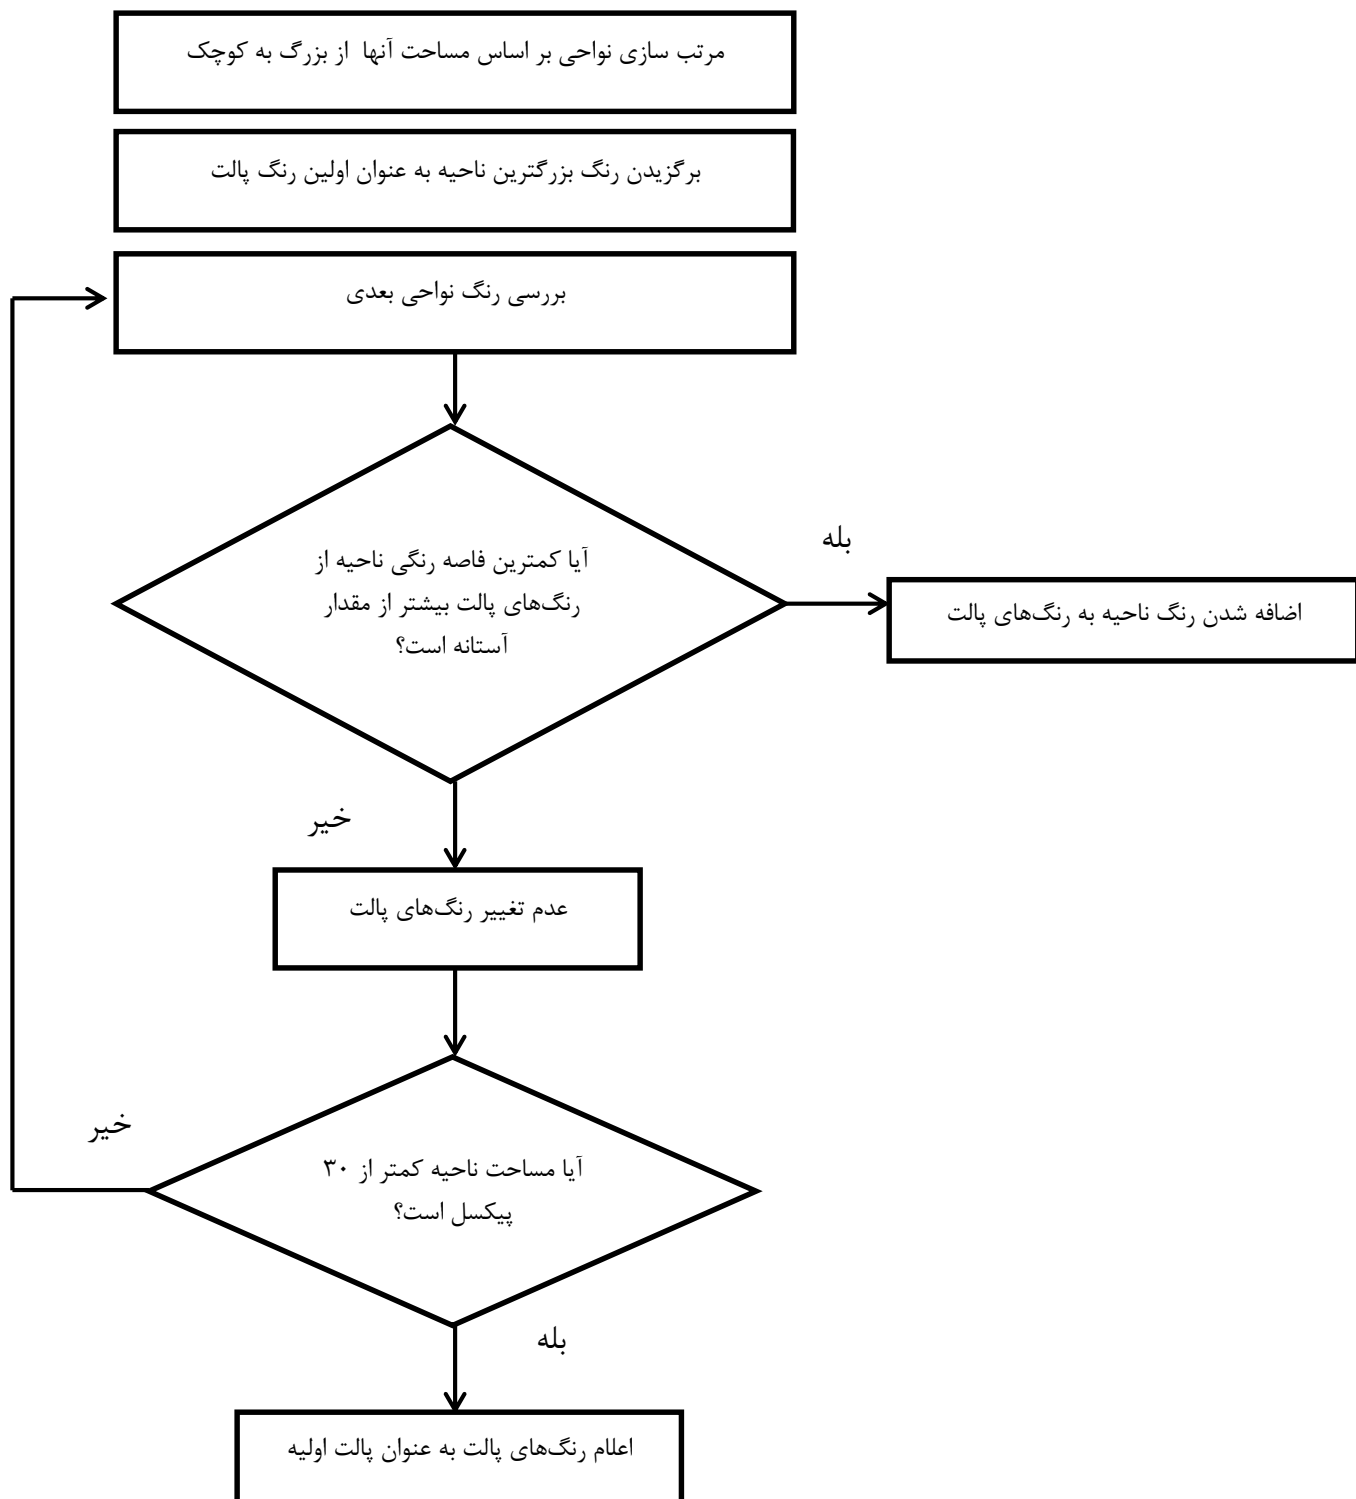 مرتب سازی نواحی بر اساس مساحت آنها از بزرگ به کوچک
برگزیدن رنگ بزرگترین ناحیه به عنوان اولین رنگ پالت
بررسی رنگ نواحی بعدی
آیا کمترین فاصه رنگی ناحیه از
رنگ‌های پالت بیشتر از مقدار
آستانه است؟
بله
اضافه شدن رنگ ناحیه به رنگ‌های پالت
خیر
عدم تغییر رنگ‌های پالت
آیا مساحت ناحیه کمتر از ۳۰
پیکسل است؟
خیر
بله
اعلام رنگ‌های پالت به عنوان پالت اولیه